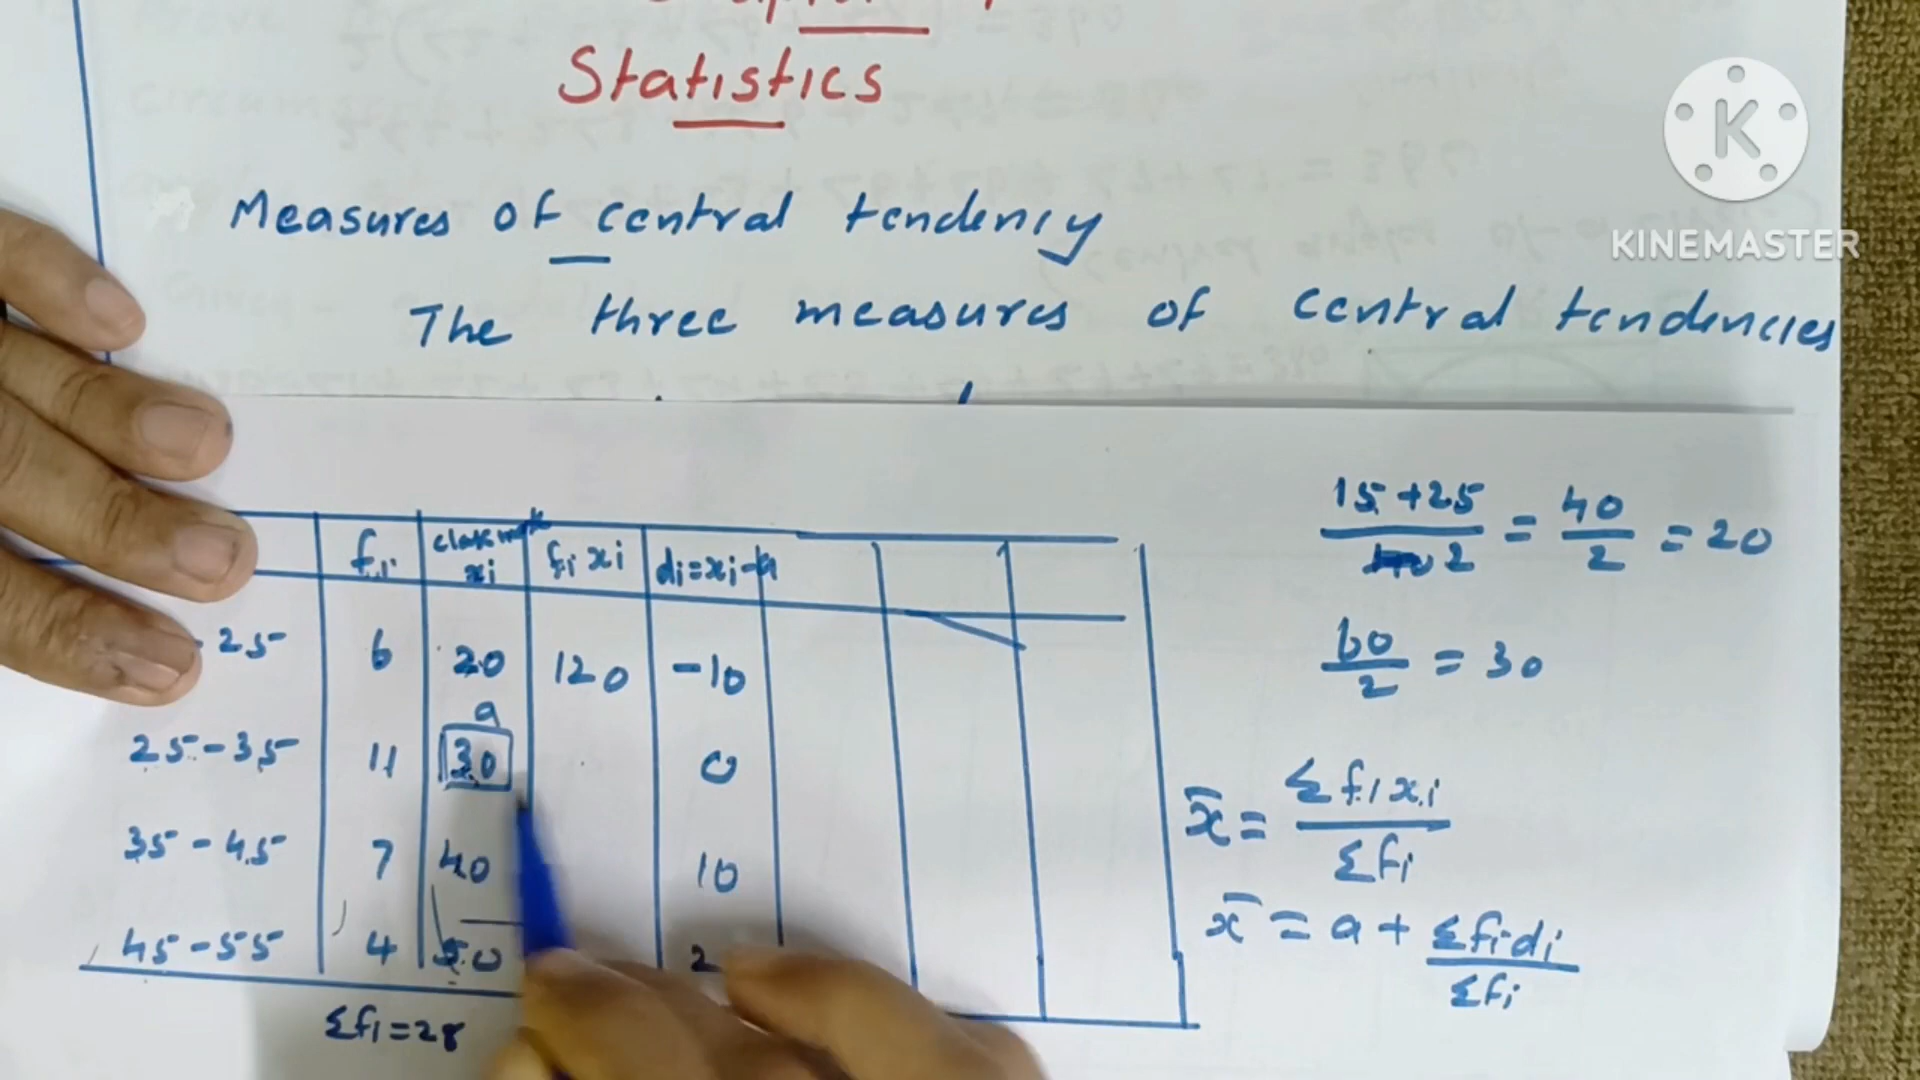 Statistics
K
KINEMASTER
Measures of central tendency
The three measures of central tendencies
fi class mark xi fi xi di=xi-a
25 6 20 120 -10
a
25-35 11 30 0
35-45 7 40 10
45-55 4 50 2
Σfi=28
15+25/2 = 40/2 = 20
60/2 = 30
x̄ = Σfixi/Σfi
x̄ = a + Σfidi/Σfi